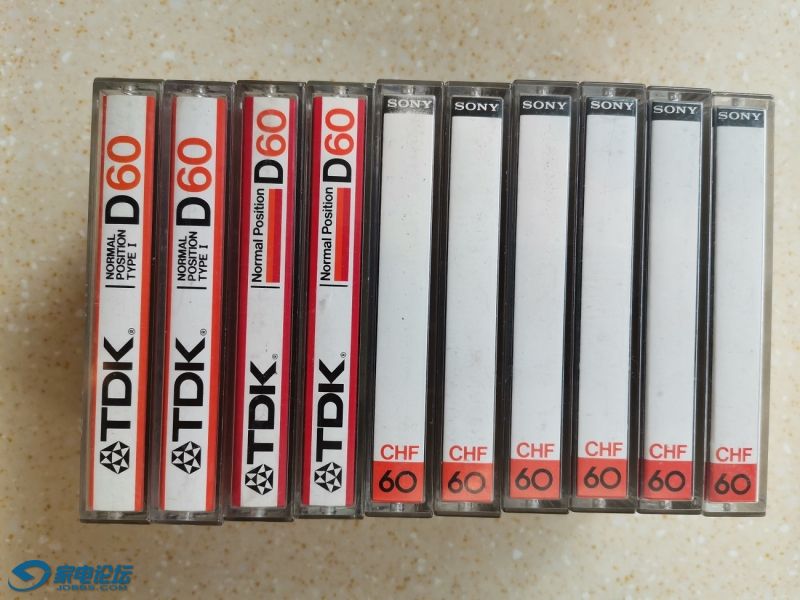 TDK® NORMAL POSITION TYPE I D60
TDK® NORMAL POSITION TYPE I D60
TDK® Normal Position D60
TDK® Normal Position D60
SONY CHF 60
SONY CHF 60
SONY CHF 60
SONY CHF 60
SONY CHF 60
SONY CHF 60
家电论坛
JDBBS.COM